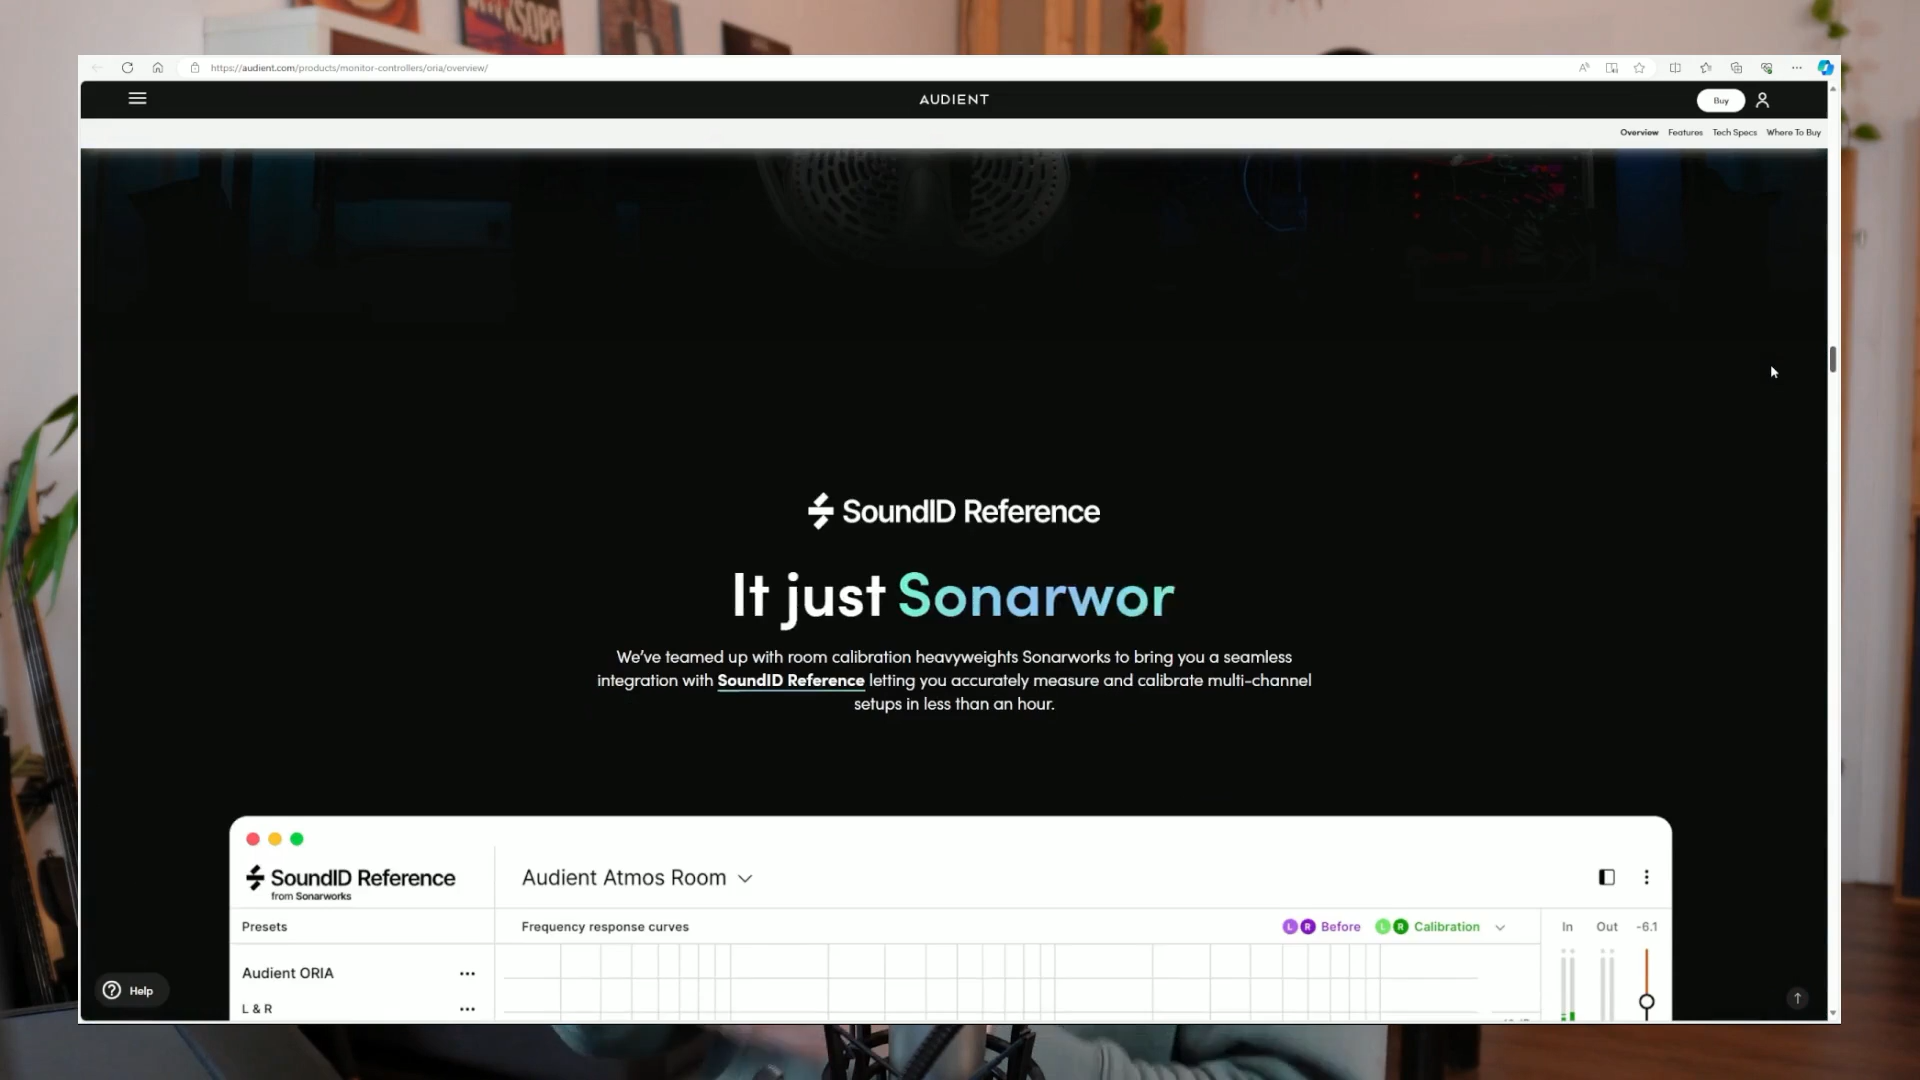 KSOPP
https://audient.com/products/monitor-controllers/oria/overview/
AUDIENT
Buy
Overview Features Tech Specs Where To Buy
SoundID Reference
It just Sonarwor
We've teamed up with room calibration heavyweights Sonarworks to bring you a seamless
integration with SoundID Reference letting you accurately measure and calibrate multi-channel
setups in less than an hour.
SoundID Reference
from Sonarworks
Audient Atmos Room
Presets
Frequency response curves
L R Before L R Calibration
In Out -6.1
Audient ORIA
L & R
Help